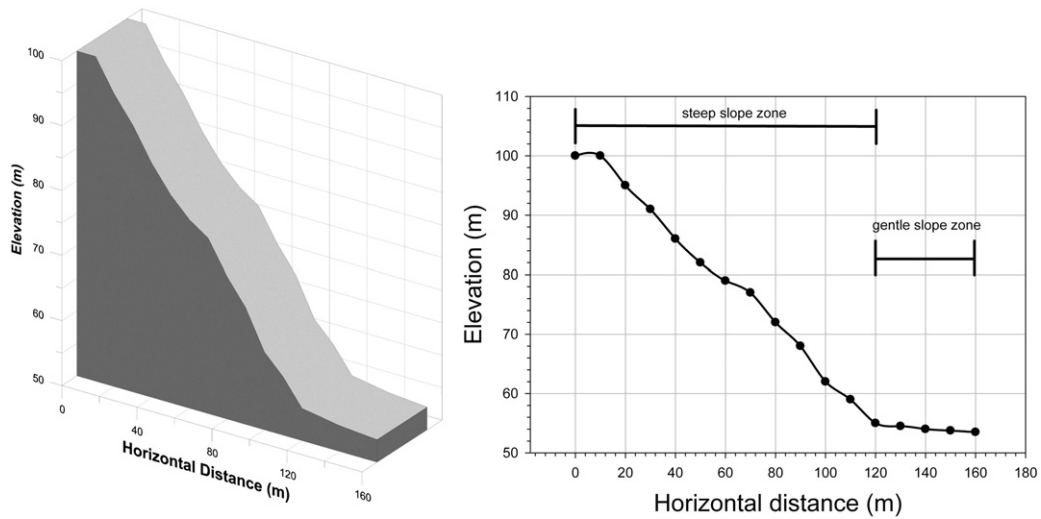 100
90
80
70
60
50
Elevation (m)
0
40
80
120
160
Horizontal Distance (m)
110
100
90
80
70
60
50
Elevation (m)
steep slope zone
gentle slope zone
0 20 40 60 80 100 120 140 160 180
Horizontal distance (m)